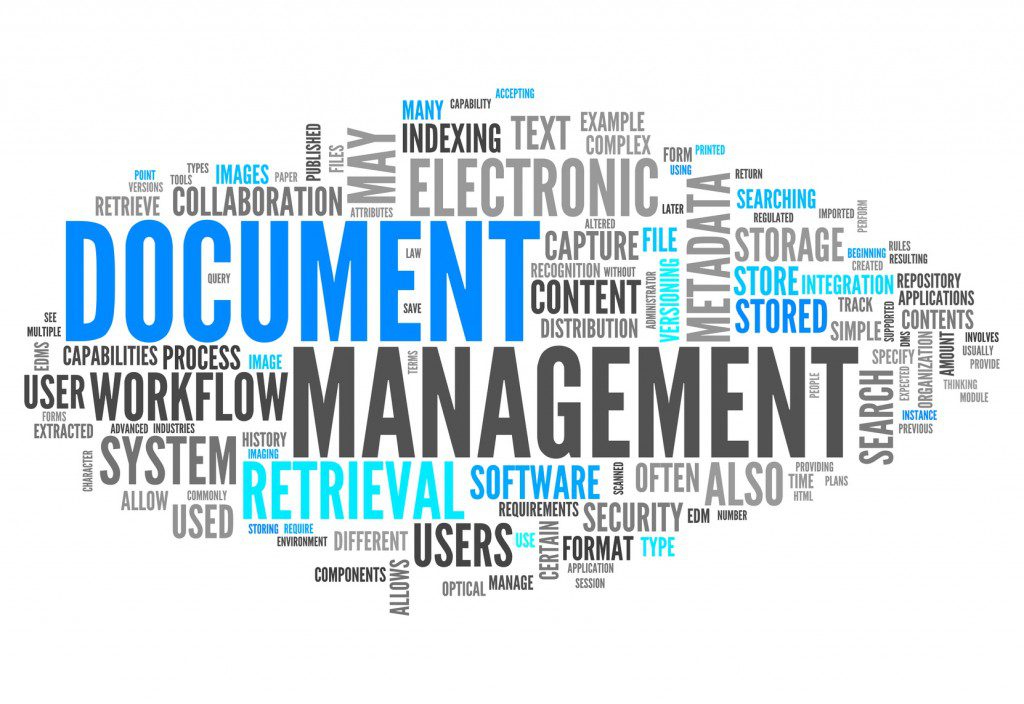 ACCEPTING
MANY
CAPABILITY
INDEXING
TEXT
EXAMPLE
COMPLEX
PUBLISHED
FILES
MAY
ELECTRONIC
FORM
PRINTED
USING
POINT
VERSIONS
TYPES
TOOLS
IMAGES
PAPER
RETRIEVE
COLLABORATION
ATTRIBUTES
LATER
METADATA
RETURN
SEARCHING
REGULATED
IMPORTED
PERFORM
DOCUMENT
QUERY
LAW
SAVE
ALTERED
CAPTURE
FILE
RECOGNITION
WITHOUT
CONTENT
DISTRIBUTION
ADMINISTRATOR
VERSIONING
STORAGE
BEGINNING
CREATED
RULES
RESULTING
STORE
INTEGRATION
REPOSITORY
STORED
TRACK
APPLICATIONS
SIMPLE
SUPPORTED
DMS
CONTENTS
SEE
MULTIPLE
EDMS
CAPABILITIES
PROCESS
IMAGE
TERMS
MANAGEMENT
PEOPLE
SEARCH
SPECIFY
EXPECTED
ORGANIZATION
AMOUNT
INVOLVES
USUALLY
PROVIDE
THINKING
MODULE
INSTANCE
PREVIOUS
USER
WORKFLOW
FORMS
EXTRACTED
ADVANCED
INDUSTRIES
CHARACTER
SYSTEM
HISTORY
IMAGING
ALLOW
COMMONLY
USED
RETRIEVAL
SOFTWARE
SCANNED
OFTEN
ALSO
PROVIDING
TIME
PLANS
HTML
STORING
REQUIRE
ENVIRONMENT
DIFFERENT
USERS
REQUIREMENTS
USE
CERTAIN
SECURITY
EDM
NUMBER
FORMAT
TYPE
APPLICATION
SESSION
COMPONENTS
ALLOWS
OPTICAL
MANAGE